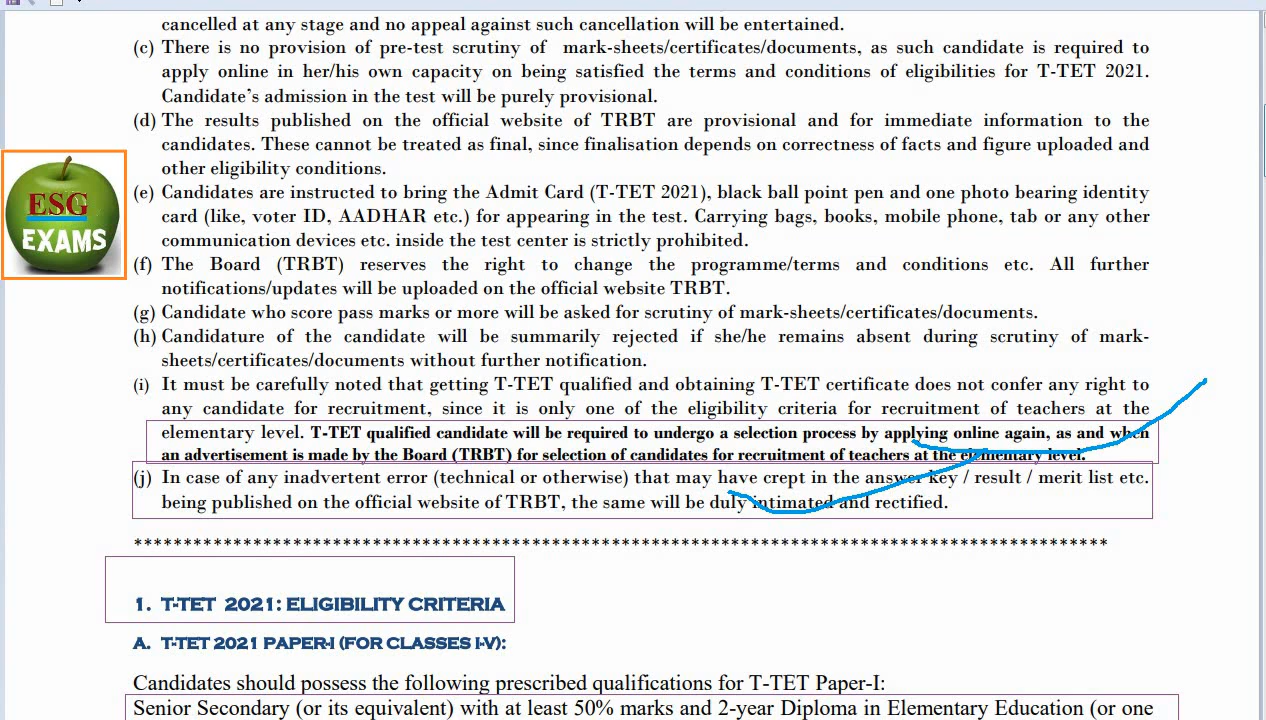 cancelled at any stage and no appeal against such cancellation will be entertained.
(c) There is no provision of pre-test scrutiny of mark-sheets/certificates/documents, as such candidate is required to
apply online in her/his own capacity on being satisfied the terms and conditions of eligibilities for T-TET 2021.
Candidate's admission in the test will be purely provisional.
(d) The results published on the official website of TRBT are provisional and for immediate information to the
candidates. These cannot be treated as final, since finalisation depends on correctness of facts and figure uploaded and
other eligibility conditions.
(e) Candidates are instructed to bring the Admit Card (T-TET 2021), black ball point pen and one photo bearing identity
card (like, voter ID, AADHAR etc.) for appearing in the test. Carrying bags, books, mobile phone, tab or any other
communication devices etc. inside the test center is strictly prohibited.
(f) The Board (TRBT) reserves the right to change the programme/terms and conditions etc. All further
notifications/updates will be uploaded on the official website TRBT.
(g) Candidate who score pass marks or more will be asked for scrutiny of mark-sheets/certificates/documents.
(h) Candidature of the candidate will be summarily rejected if she/he remains absent during scrutiny of mark-
sheets/certificates/documents without further notification.
(i) It must be carefully noted that getting T-TET qualified and obtaining T-TET certificate does not confer any right to
any candidate for recruitment, since it is only one of the eligibility criteria for recruitment of teachers at the
elementary level. T-TET qualified candidate will be required to undergo a selection process by applying online again, as and when
an advertisement is made by the Board (TRBT) for selection of candidates for recruitment of teachers at the elementary level.
(j) In case of any inadvertent error (technical or otherwise) that may have crept in the answer key / result / merit list etc.
being published on the official website of TRBT, the same will be duly intimated and rectified.
**************************************************************************************************
1. T-TET 2021: ELIGIBILITY CRITERIA
A. T-TET 2021 PAPER-I (FOR CLASSES I-V):
Candidates should possess the following prescribed qualifications for T-TET Paper-I:
Senior Secondary (or its equivalent) with at least 50% marks and 2-year Diploma in Elementary Education (or one
ESG
EXAMS